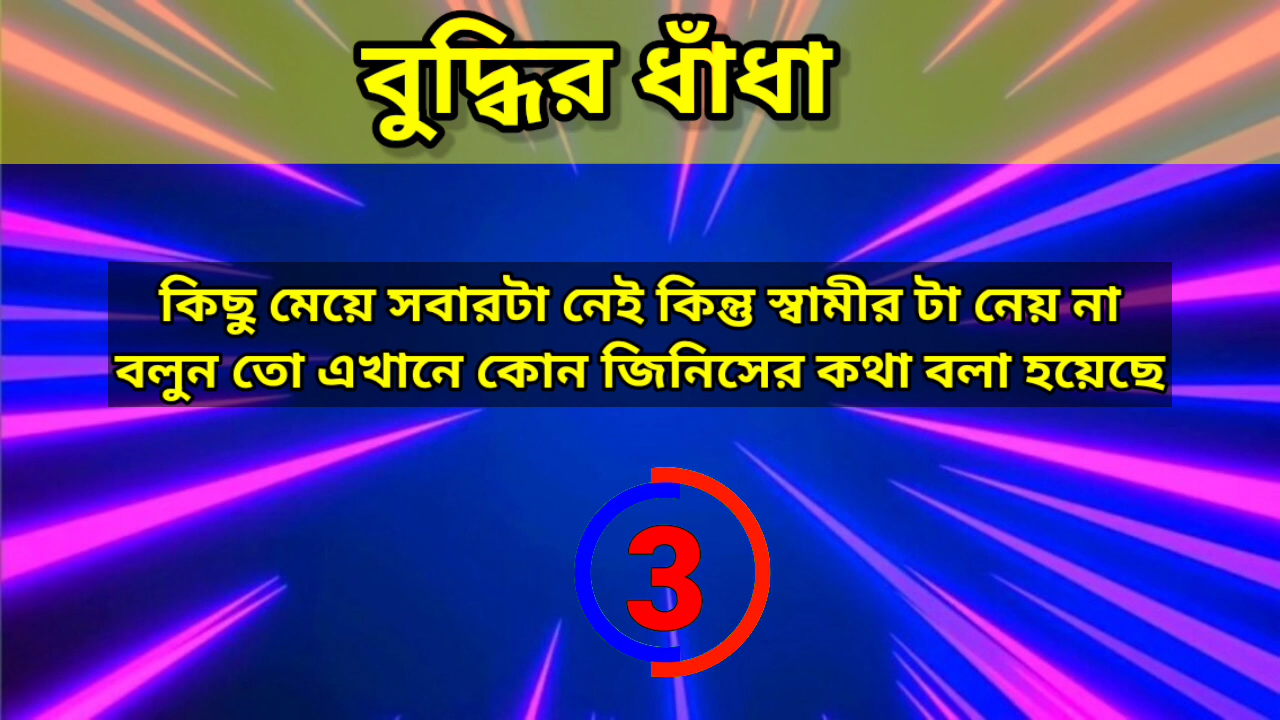 বুদ্ধির ধাঁধা
কিছু মেয়ে সবারটা নেই কিন্তু স্বামীর টা নেয় না
বলুন তো এখানে কোন জিনিসের কথা বলা হয়েছে
3